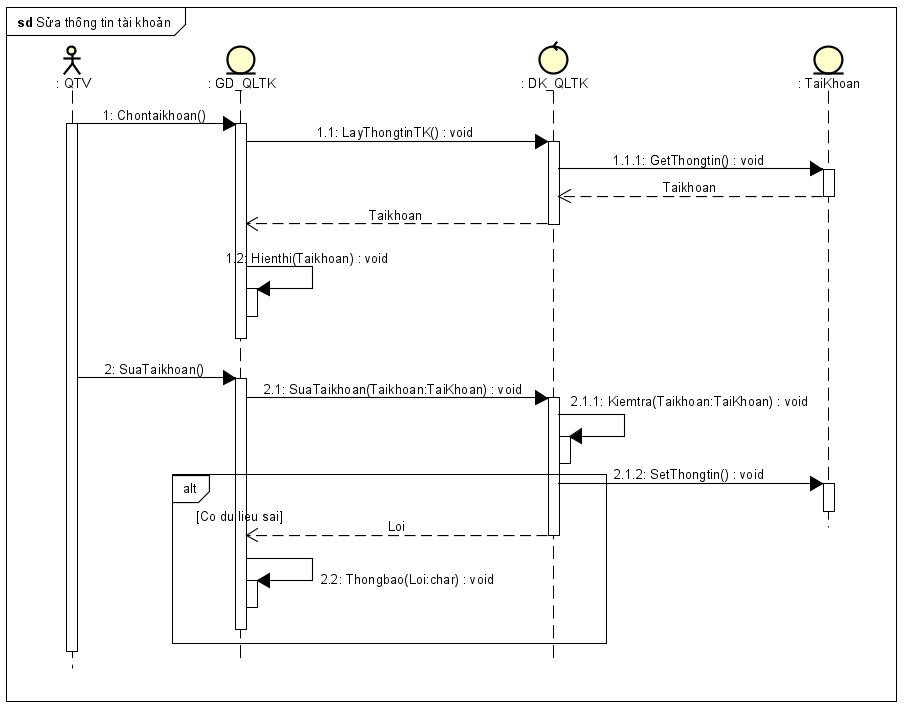 sd Sửa thông tin tài khoản
: QTV
: GD_QLTK
: DK_QLTK
: TaiKhoan
1: Chontaikhoan()
1.1: LayThongtinTK() : void
1.1.1: GetThongtin() : void
Taikhoan
Taikhoan
1.2: Hienthi(Taikhoan) : void
2: SuaTaikhoan()
2.1: SuaTaikhoan(Taikhoan:TaiKhoan) : void
2.1.1: Kiemtra(Taikhoan:TaiKhoan) : void
2.1.2: SetThongtin() : void
alt
[Co du lieu sai]
Loi
2.2: Thongbao(Loi:char) : void